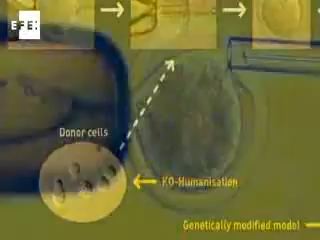 EFE:
Donor cells
KO-Humanisation
Genetically modified model